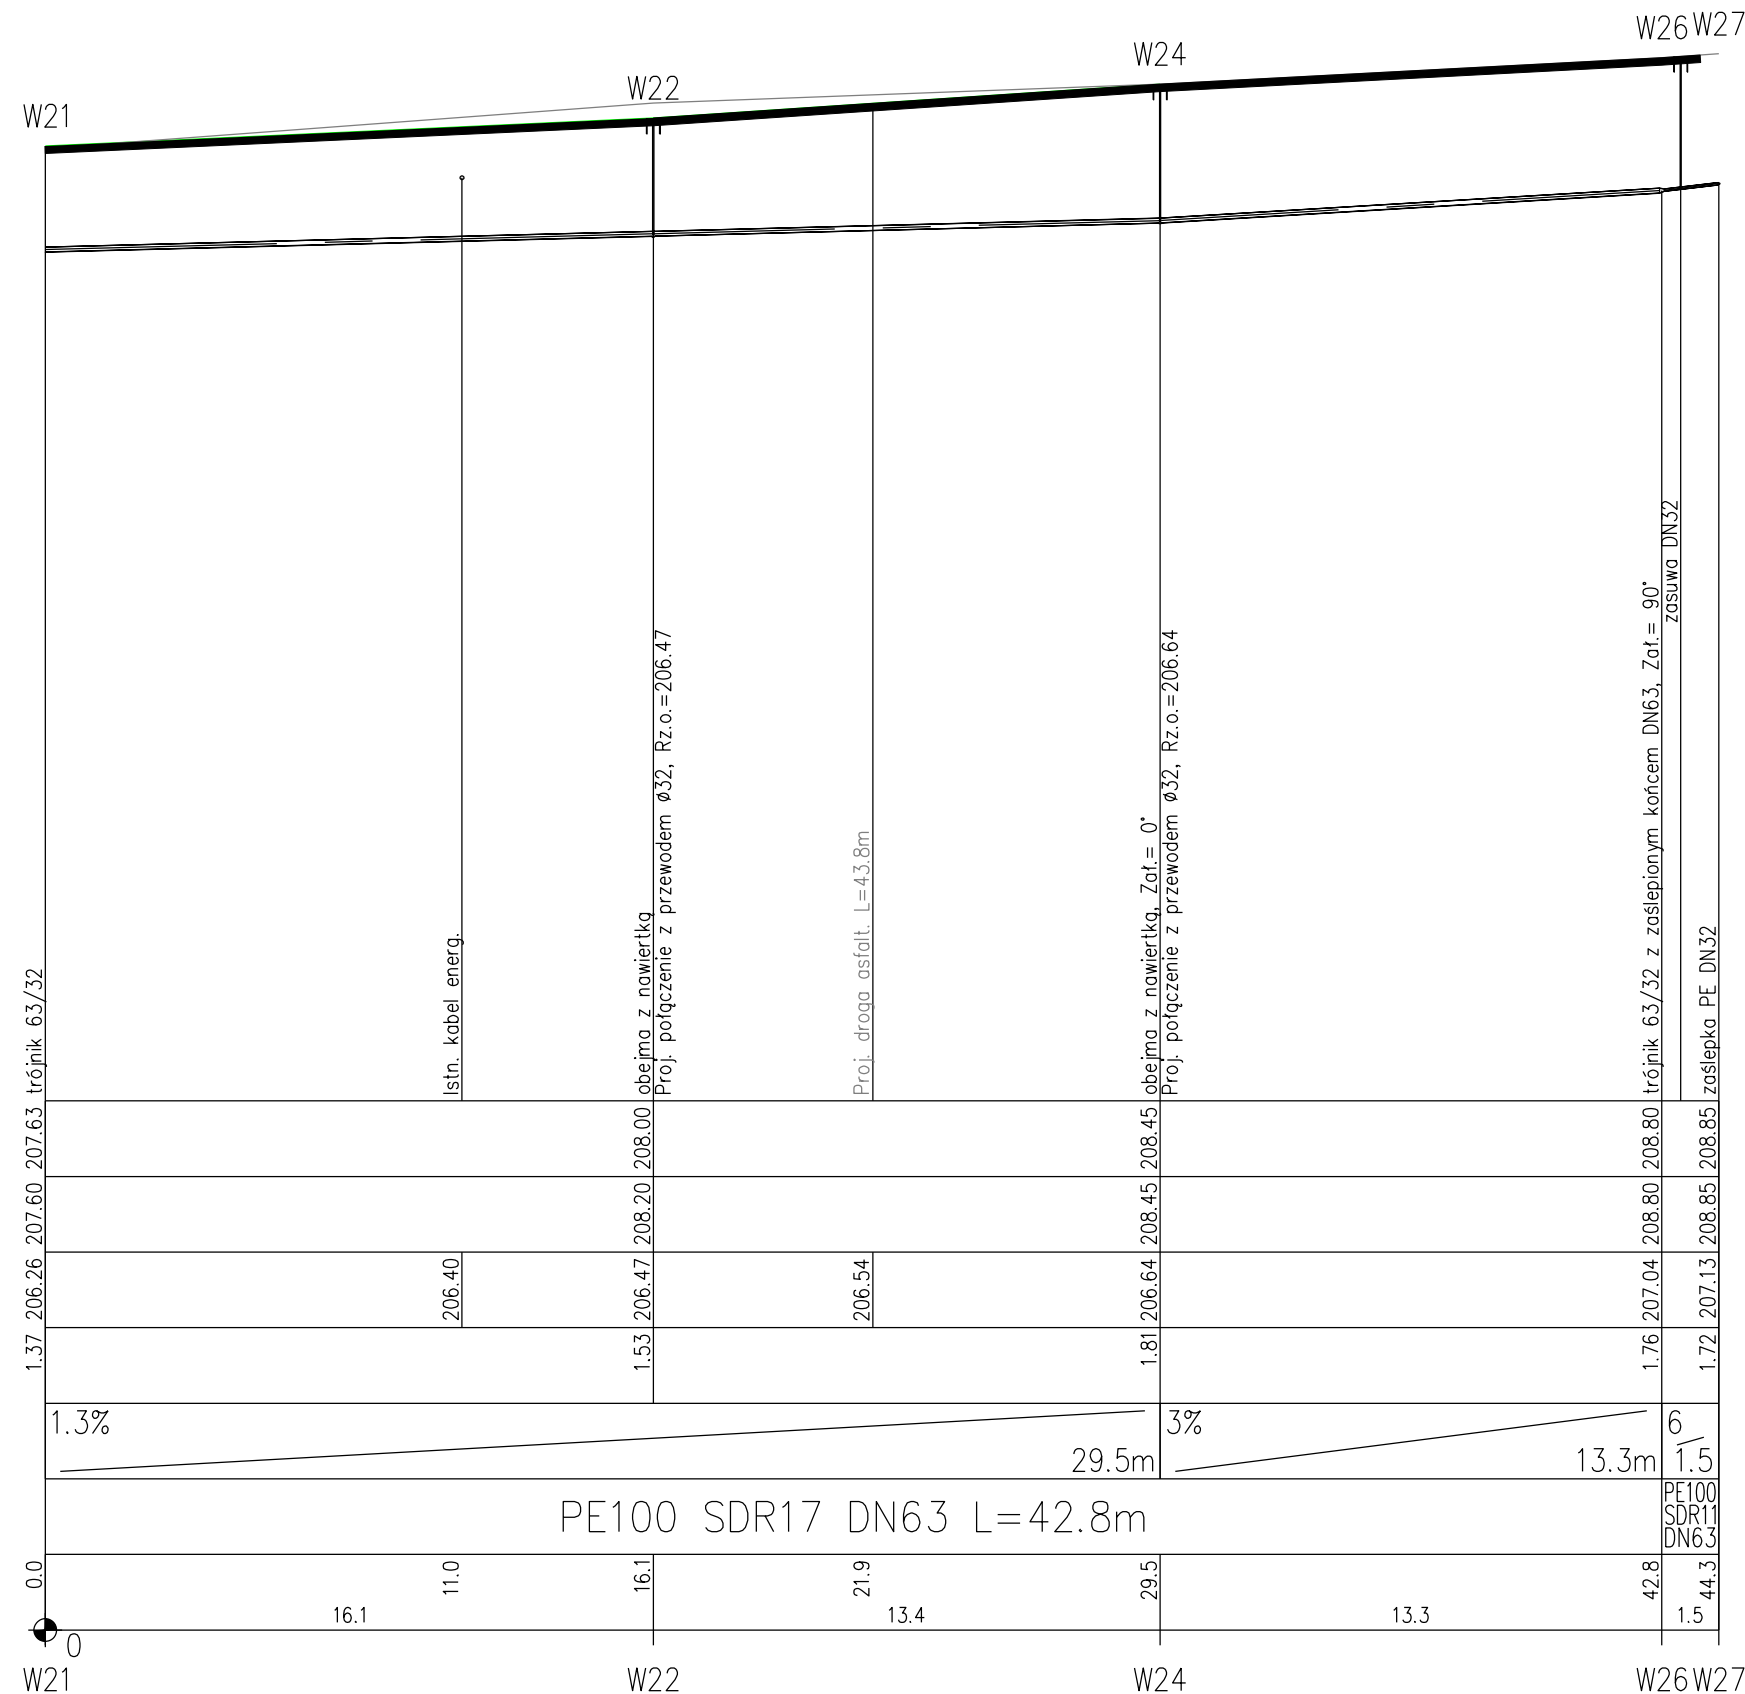 W21
W22
W24
W26
W27
trójnik 63/32
Istn. kabel energ.
obejma z nawiertką
Proj. połączenie z przewodem ø32, Rz.o.=206.47
Proj. droga asfalt. L=43.8m
obejma z nawiertką, Zał.= 0°
Proj. połączenie z przewodem ø32, Rz.o.=206.64
trójnik 63/32 z zaślepionym końcem DN63, Zał.= 90°
zasuwa DN32
zaślepka PE DN32
207.63 208.00 208.45 208.80 208.85
207.60 208.20 208.45 208.80 208.85
206.26 206.40 206.47 206.54 206.64 207.04 207.13
1.37 1.53 1.81 1.76 1.72
1.3% 3% 6
29.5m 13.3m 1.5
PE100 SDR17 DN63 L=42.8m
PE100
SDR11
DN63
0.0 11.0 16.1 21.9 29.5 42.8 44.3
16.1 13.4 13.3 1.5
0
W21 W22 W24 W26 W27